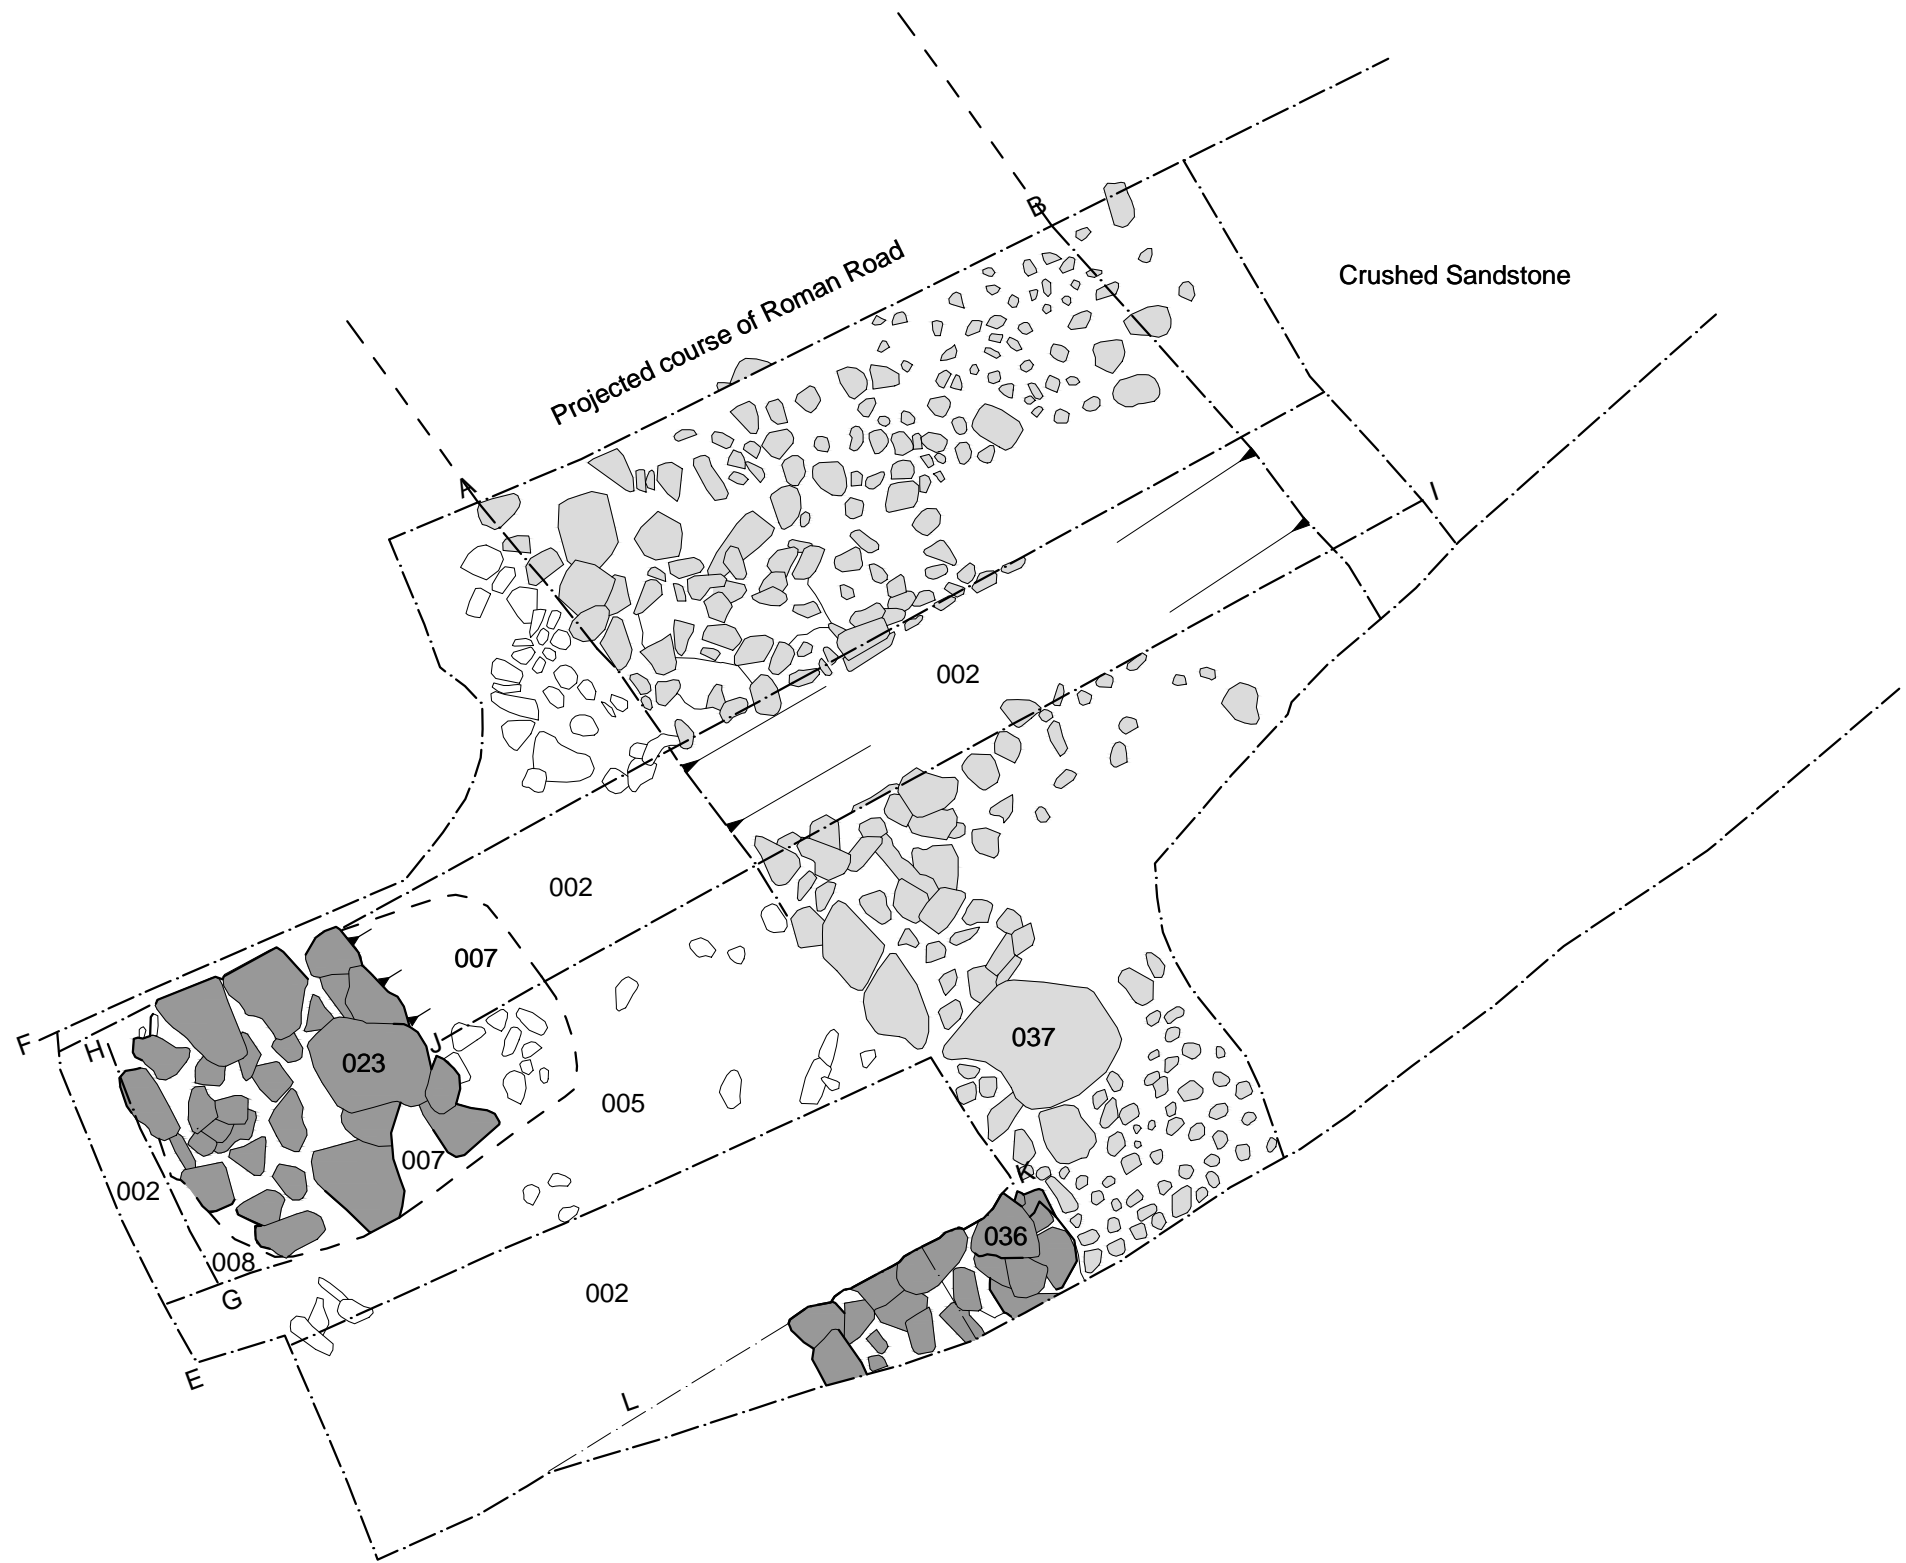 B
Projected course of Roman Road
Crushed Sandstone
A
I
002
002
007
F
H
J
037
023
005
007
K
002
036
008
G
002
E
L